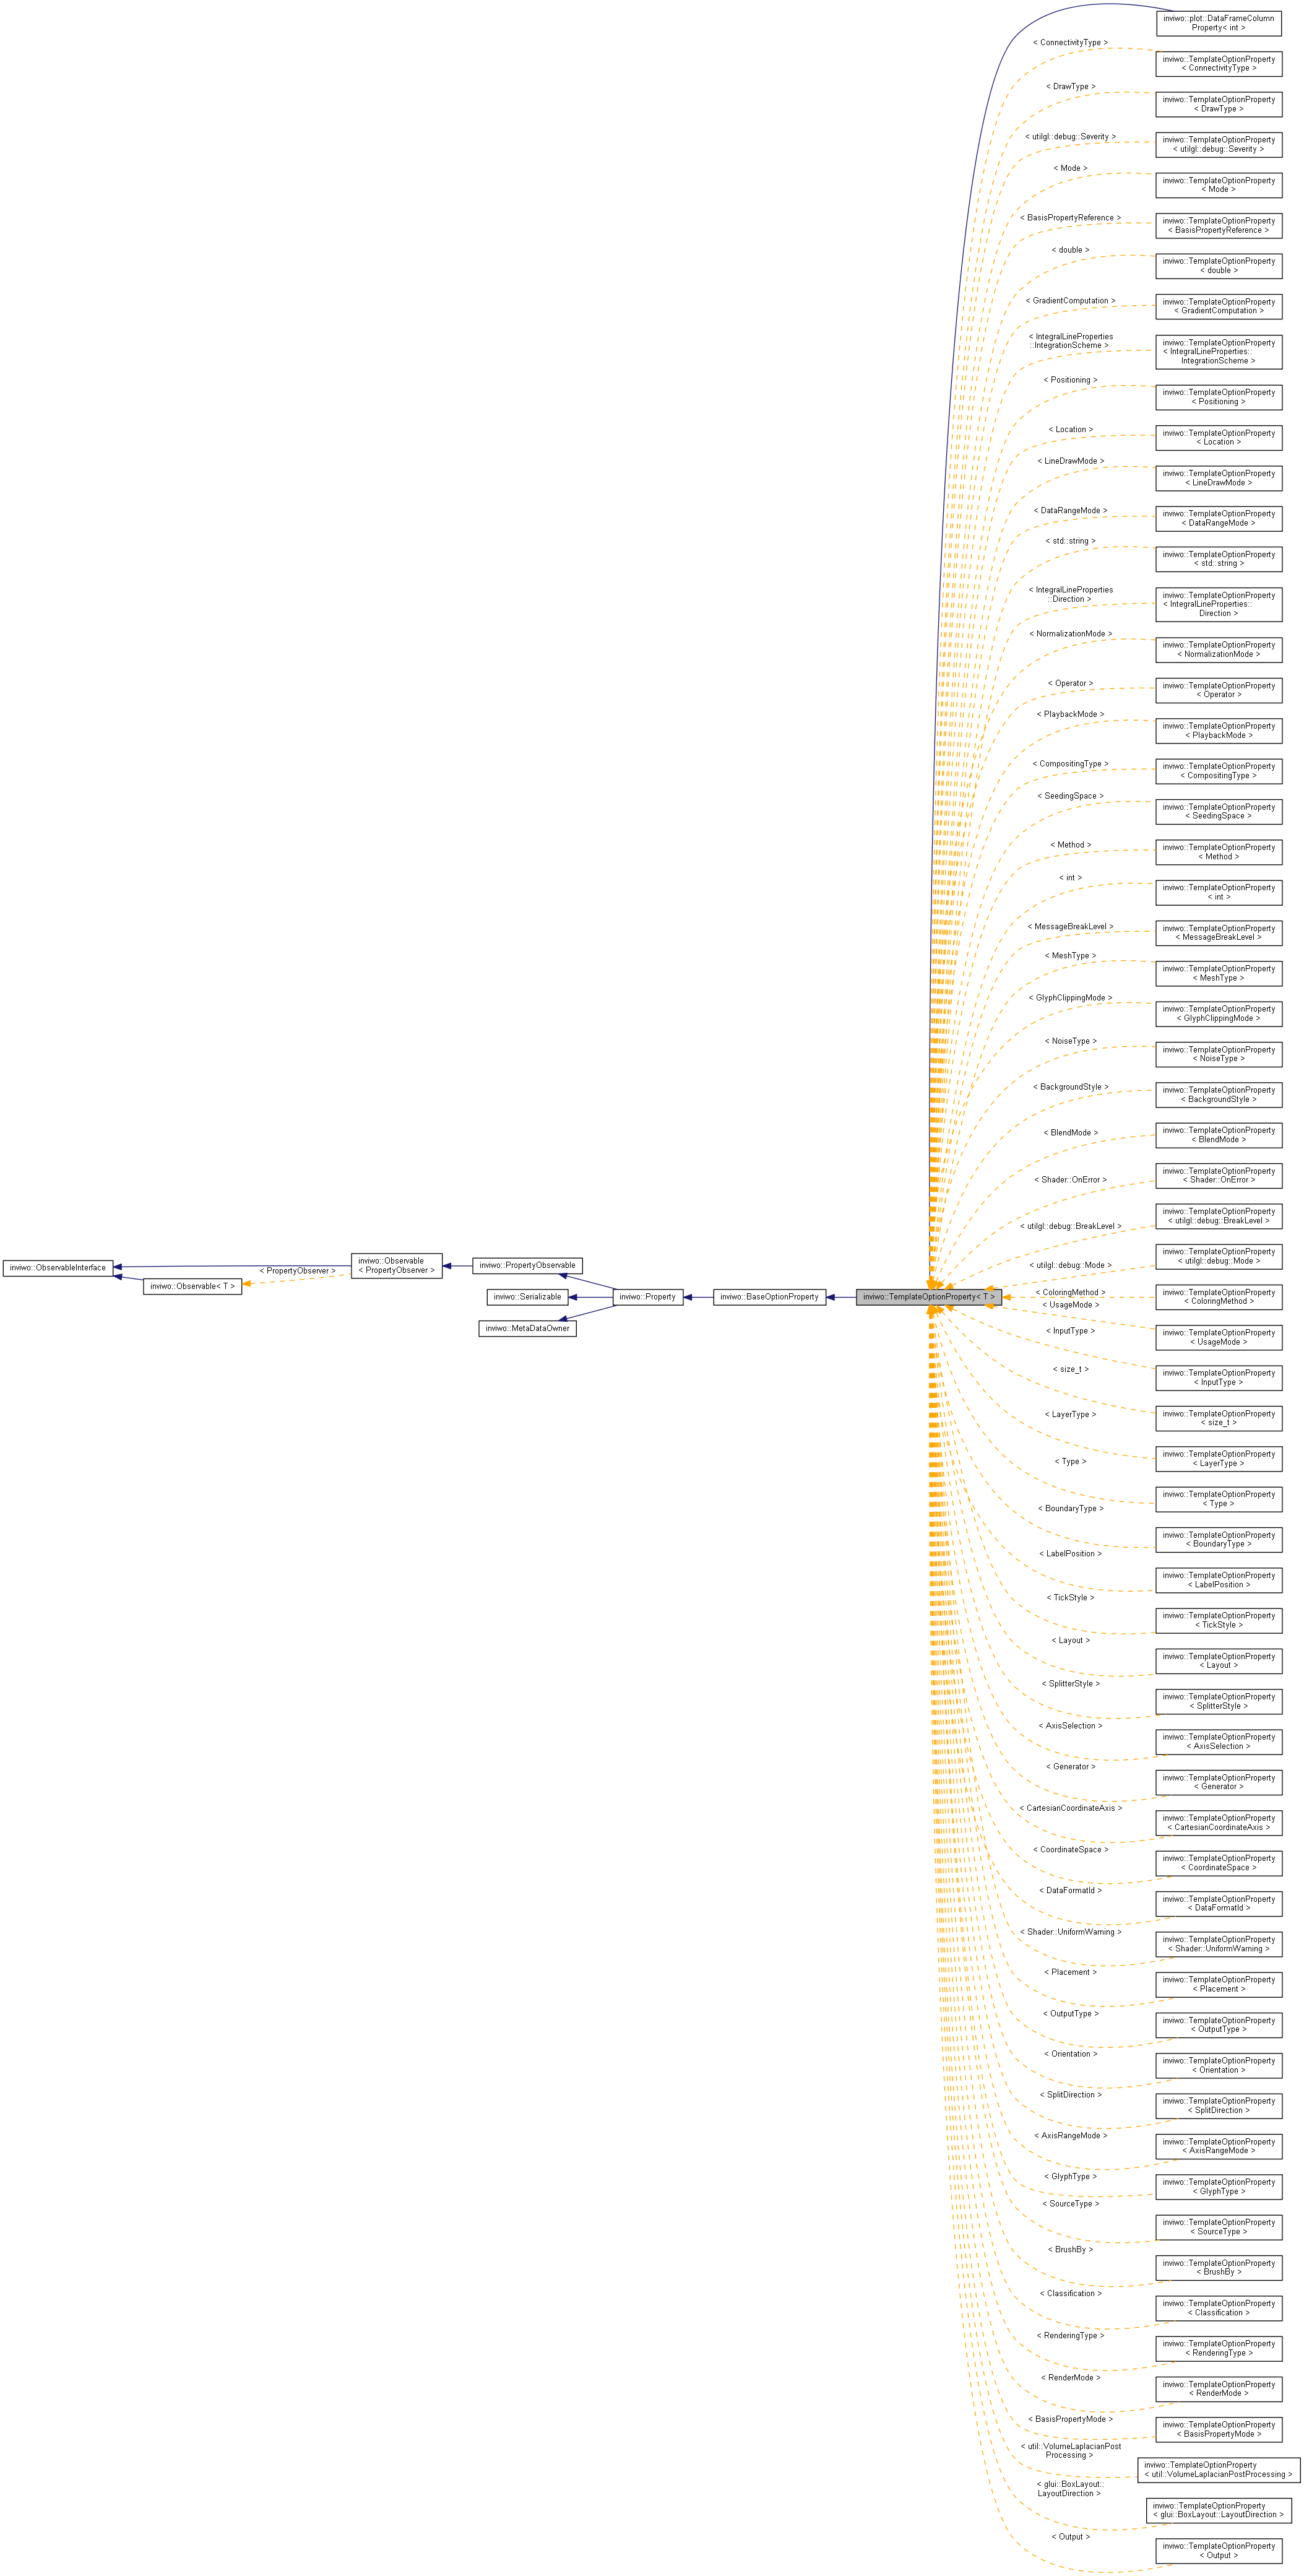 inviwo::plot::DataFrameColumn
Property< int >
< ConnectivityType >
inviwo::TemplateOptionProperty
< ConnectivityType >
< DrawType >
inviwo::TemplateOptionProperty
< DrawType >
< utilgl::debug::Severity >
inviwo::TemplateOptionProperty
< utilgl::debug::Severity >
< Mode >
inviwo::TemplateOptionProperty
< Mode >
< BasisPropertyReference >
inviwo::TemplateOptionProperty
< BasisPropertyReference >
< double >
inviwo::TemplateOptionProperty
< double >
< GradientComputation >
inviwo::TemplateOptionProperty
< GradientComputation >
< IntegralLineProperties
::IntegrationScheme >
inviwo::TemplateOptionProperty
< IntegralLineProperties::
IntegrationScheme >
< Positioning >
inviwo::TemplateOptionProperty
< Positioning >
< Location >
inviwo::TemplateOptionProperty
< Location >
< LineDrawMode >
inviwo::TemplateOptionProperty
< LineDrawMode >
< DataRangeMode >
inviwo::TemplateOptionProperty
< DataRangeMode >
< std::string >
inviwo::TemplateOptionProperty
< std::string >
< IntegralLineProperties
::Direction >
inviwo::TemplateOptionProperty
< IntegralLineProperties::
Direction >
< NormalizationMode >
inviwo::TemplateOptionProperty
< NormalizationMode >
< Operator >
inviwo::TemplateOptionProperty
< Operator >
< PlaybackMode >
inviwo::TemplateOptionProperty
< PlaybackMode >
< CompositingType >
inviwo::TemplateOptionProperty
< CompositingType >
< SeedingSpace >
inviwo::TemplateOptionProperty
< SeedingSpace >
< Method >
inviwo::TemplateOptionProperty
< Method >
< int >
inviwo::TemplateOptionProperty
< int >
< MessageBreakLevel >
inviwo::TemplateOptionProperty
< MessageBreakLevel >
< MeshType >
inviwo::TemplateOptionProperty
< MeshType >
< GlyphClippingMode >
inviwo::TemplateOptionProperty
< GlyphClippingMode >
< NoiseType >
inviwo::TemplateOptionProperty
< NoiseType >
< BackgroundStyle >
inviwo::TemplateOptionProperty
< BackgroundStyle >
< BlendMode >
inviwo::TemplateOptionProperty
< BlendMode >
< Shader::OnError >
inviwo::TemplateOptionProperty
< Shader::OnError >
< utilgl::debug::BreakLevel >
inviwo::TemplateOptionProperty
< utilgl::debug::BreakLevel >
< utilgl::debug::Mode >
inviwo::TemplateOptionProperty
< utilgl::debug::Mode >
inviwo::ObservableInterface
inviwo::Observable< T >
< PropertyObserver >
inviwo::Observable
< PropertyObserver >
inviwo::PropertyObservable
inviwo::Serializable
inviwo::MetaDataOwner
inviwo::Property
inviwo::BaseOptionProperty
inviwo::TemplateOptionProperty< T >
< ColoringMethod >
inviwo::TemplateOptionProperty
< ColoringMethod >
< UsageMode >
inviwo::TemplateOptionProperty
< UsageMode >
< InputType >
inviwo::TemplateOptionProperty
< InputType >
< size_t >
inviwo::TemplateOptionProperty
< size_t >
< LayerType >
inviwo::TemplateOptionProperty
< LayerType >
< Type >
inviwo::TemplateOptionProperty
< Type >
< BoundaryType >
inviwo::TemplateOptionProperty
< BoundaryType >
< LabelPosition >
inviwo::TemplateOptionProperty
< LabelPosition >
< TickStyle >
inviwo::TemplateOptionProperty
< TickStyle >
< Layout >
inviwo::TemplateOptionProperty
< Layout >
< SplitterStyle >
inviwo::TemplateOptionProperty
< SplitterStyle >
< AxisSelection >
inviwo::TemplateOptionProperty
< AxisSelection >
< Generator >
inviwo::TemplateOptionProperty
< Generator >
< CartesianCoordinateAxis >
inviwo::TemplateOptionProperty
< CartesianCoordinateAxis >
< CoordinateSpace >
inviwo::TemplateOptionProperty
< CoordinateSpace >
< DataFormatId >
inviwo::TemplateOptionProperty
< DataFormatId >
< Shader::UniformWarning >
inviwo::TemplateOptionProperty
< Shader::UniformWarning >
< Placement >
inviwo::TemplateOptionProperty
< Placement >
< OutputType >
inviwo::TemplateOptionProperty
< OutputType >
< Orientation >
inviwo::TemplateOptionProperty
< Orientation >
< SplitDirection >
inviwo::TemplateOptionProperty
< SplitDirection >
< AxisRangeMode >
inviwo::TemplateOptionProperty
< AxisRangeMode >
< GlyphType >
inviwo::TemplateOptionProperty
< GlyphType >
< SourceType >
inviwo::TemplateOptionProperty
< SourceType >
< BrushBy >
inviwo::TemplateOptionProperty
< BrushBy >
< Classification >
inviwo::TemplateOptionProperty
< Classification >
< RenderingType >
inviwo::TemplateOptionProperty
< RenderingType >
< RenderMode >
inviwo::TemplateOptionProperty
< RenderMode >
< BasisPropertyMode >
inviwo::TemplateOptionProperty
< BasisPropertyMode >
< util::VolumeLaplacianPost
Processing >
inviwo::TemplateOptionProperty
< util::VolumeLaplacianPostProcessing >
< glui::BoxLayout::
LayoutDirection >
inviwo::TemplateOptionProperty
< glui::BoxLayout::LayoutDirection >
< Output >
inviwo::TemplateOptionProperty
< Output >